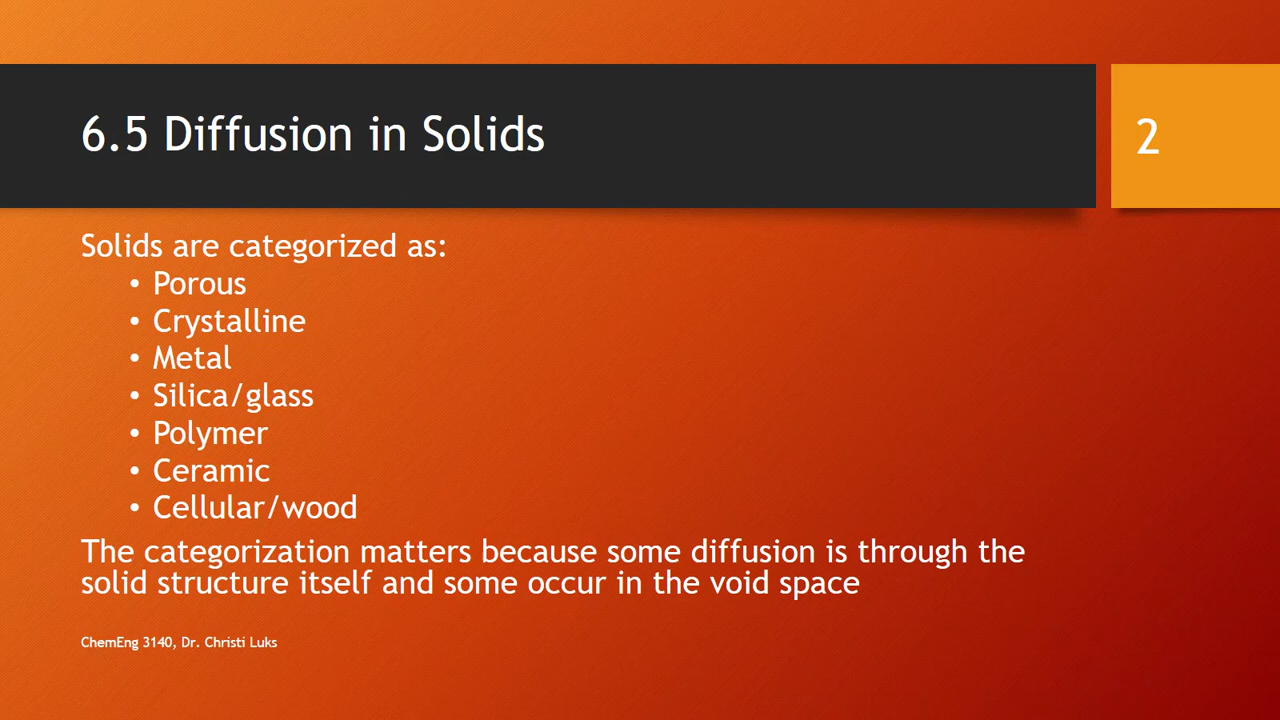 6.5 Diffusion in Solids
2
Solids are categorized as:
• Porous
• Crystalline
• Metal
• Silica/glass
• Polymer
• Ceramic
• Cellular/wood
The categorization matters because some diffusion is through the
solid structure itself and some occur in the void space
ChemEng 3140, Dr. Christi Luks